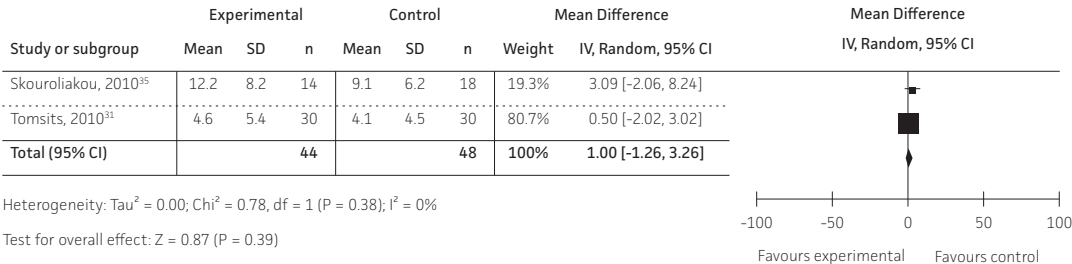 Experimental Control Mean Difference Mean Difference
Study or subgroup Mean SD n Mean SD n Weight IV, Random, 95% CI IV, Random, 95% CI
Skouroliakou, 2010³⁵ 12.2 8.2 14 9.1 6.2 18 19.3% 3.09 [-2.06, 8.24]
Tomsits, 2010³¹ 4.6 5.4 30 4.1 4.5 30 80.7% 0.50 [-2.02, 3.02]
Total (95% CI) 44 48 100% 1.00 [-1.26, 3.26]
Heterogeneity: Tau² = 0.00; Chi² = 0.78, df = 1 (P = 0.38); I² = 0%
Test for overall effect: Z = 0.87 (P = 0.39)
-100 -50 0 50 100
Favours experimental Favours control